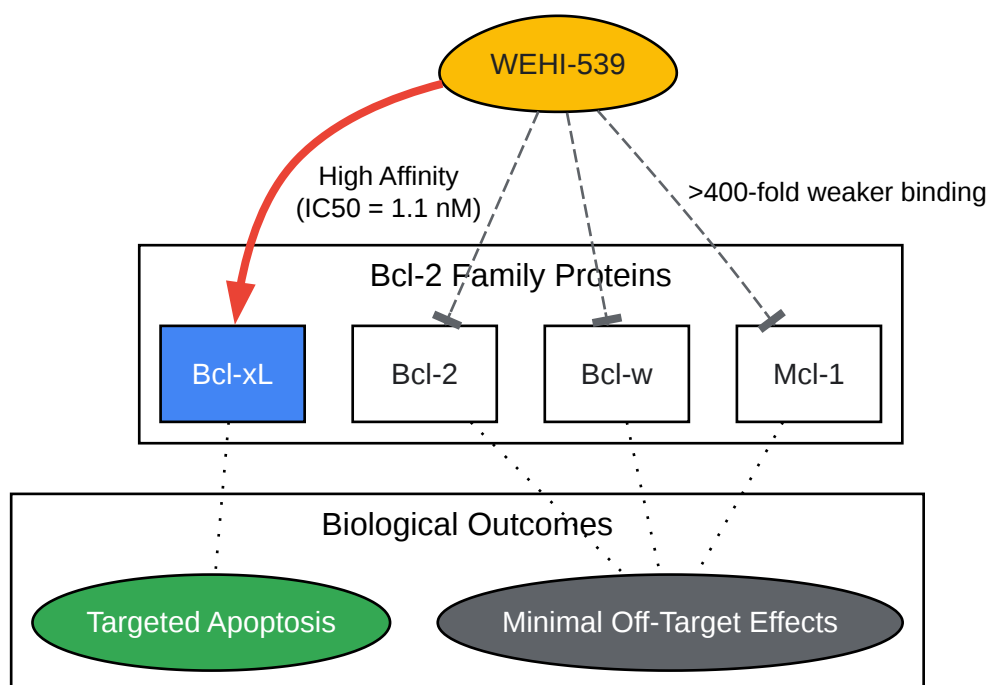 WEHI-539
High Affinity
(IC50 = 1.1 nM)
>400-fold weaker binding
Bcl-2 Family Proteins
Bcl-xL
Bcl-2
Bcl-w
Mcl-1
Biological Outcomes
Targeted Apoptosis
Minimal Off-Target Effects